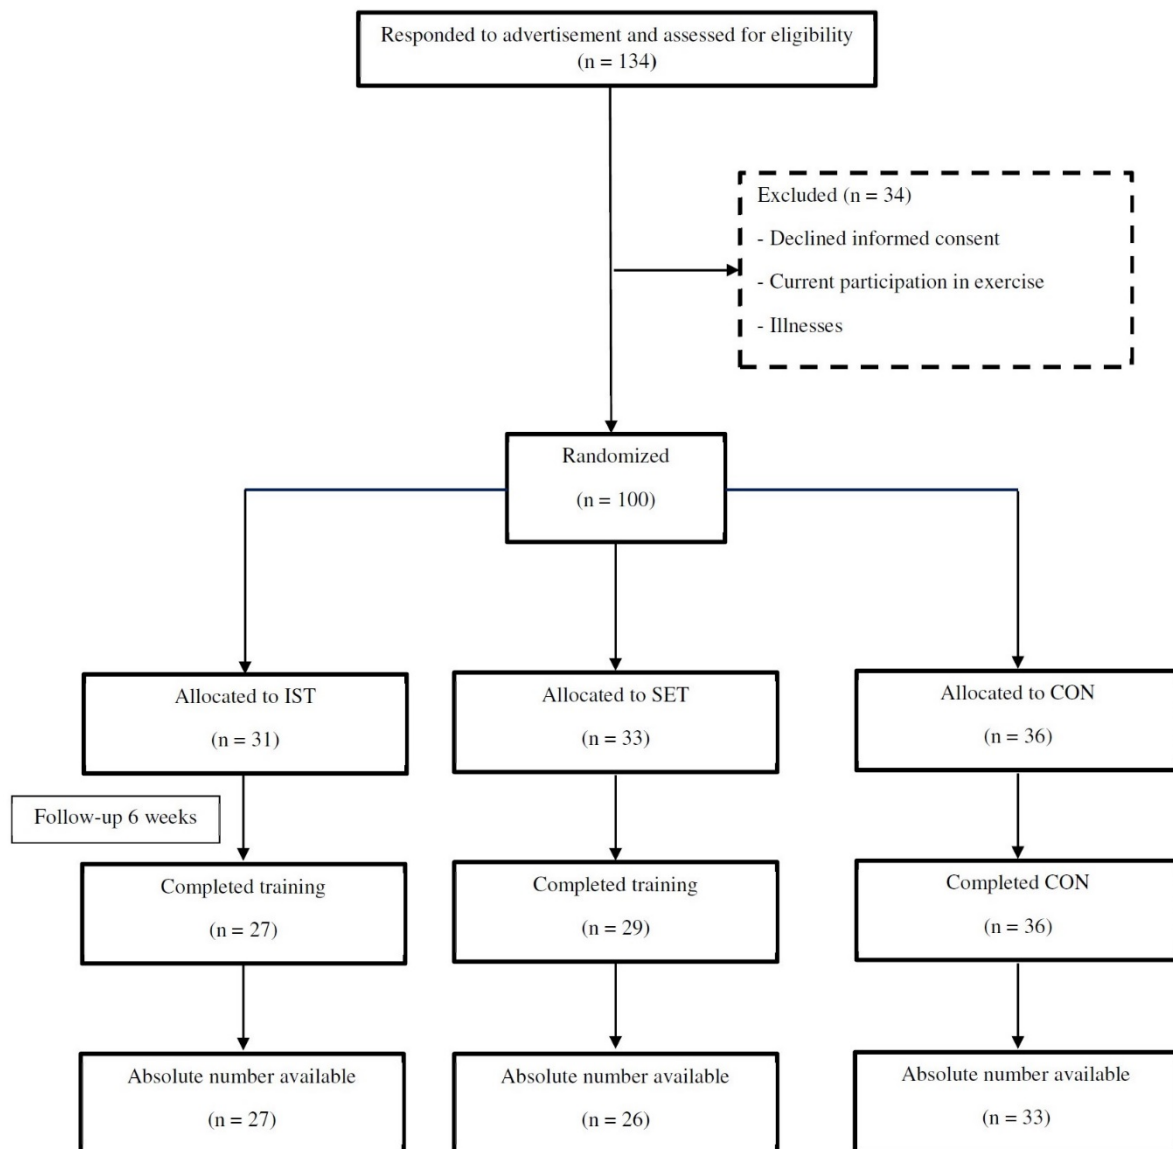 Responded to advertisement and assessed for eligibility
(n = 134)
Excluded (n = 34)
- Declined informed consent
- Current participation in exercise
- Illnesses
Randomized
(n = 100)
Allocated to IST
(n = 31)
Allocated to SET
(n = 33)
Allocated to CON
(n = 36)
Follow-up 6 weeks
Completed training
(n = 27)
Completed training
(n = 29)
Completed CON
(n = 36)
Absolute number available
(n = 27)
Absolute number available
(n = 26)
Absolute number available
(n = 33)